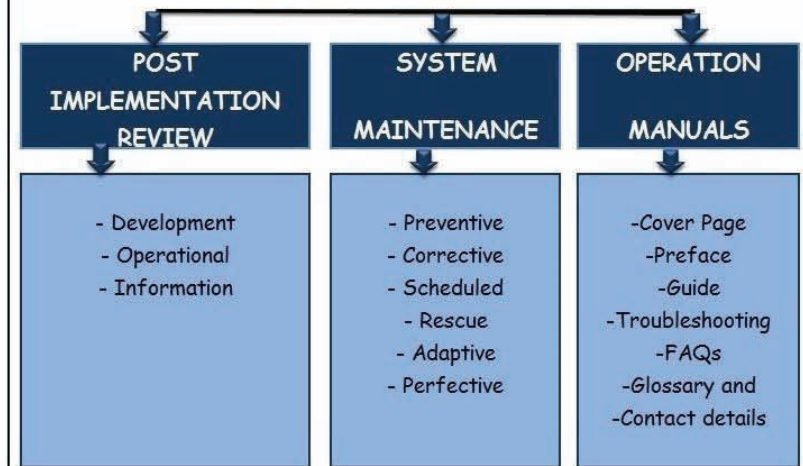 POST
IMPLEMENTATION
REVIEW
- Development
- Operational
- Information
SYSTEM
MAINTENANCE
- Preventive
- Corrective
- Scheduled
- Rescue
- Adaptive
- Perfective
OPERATION
MANUALS
-Cover Page
-Preface
-Guide
-Troubleshooting
-FAQs
-Glossary and
-Contact details